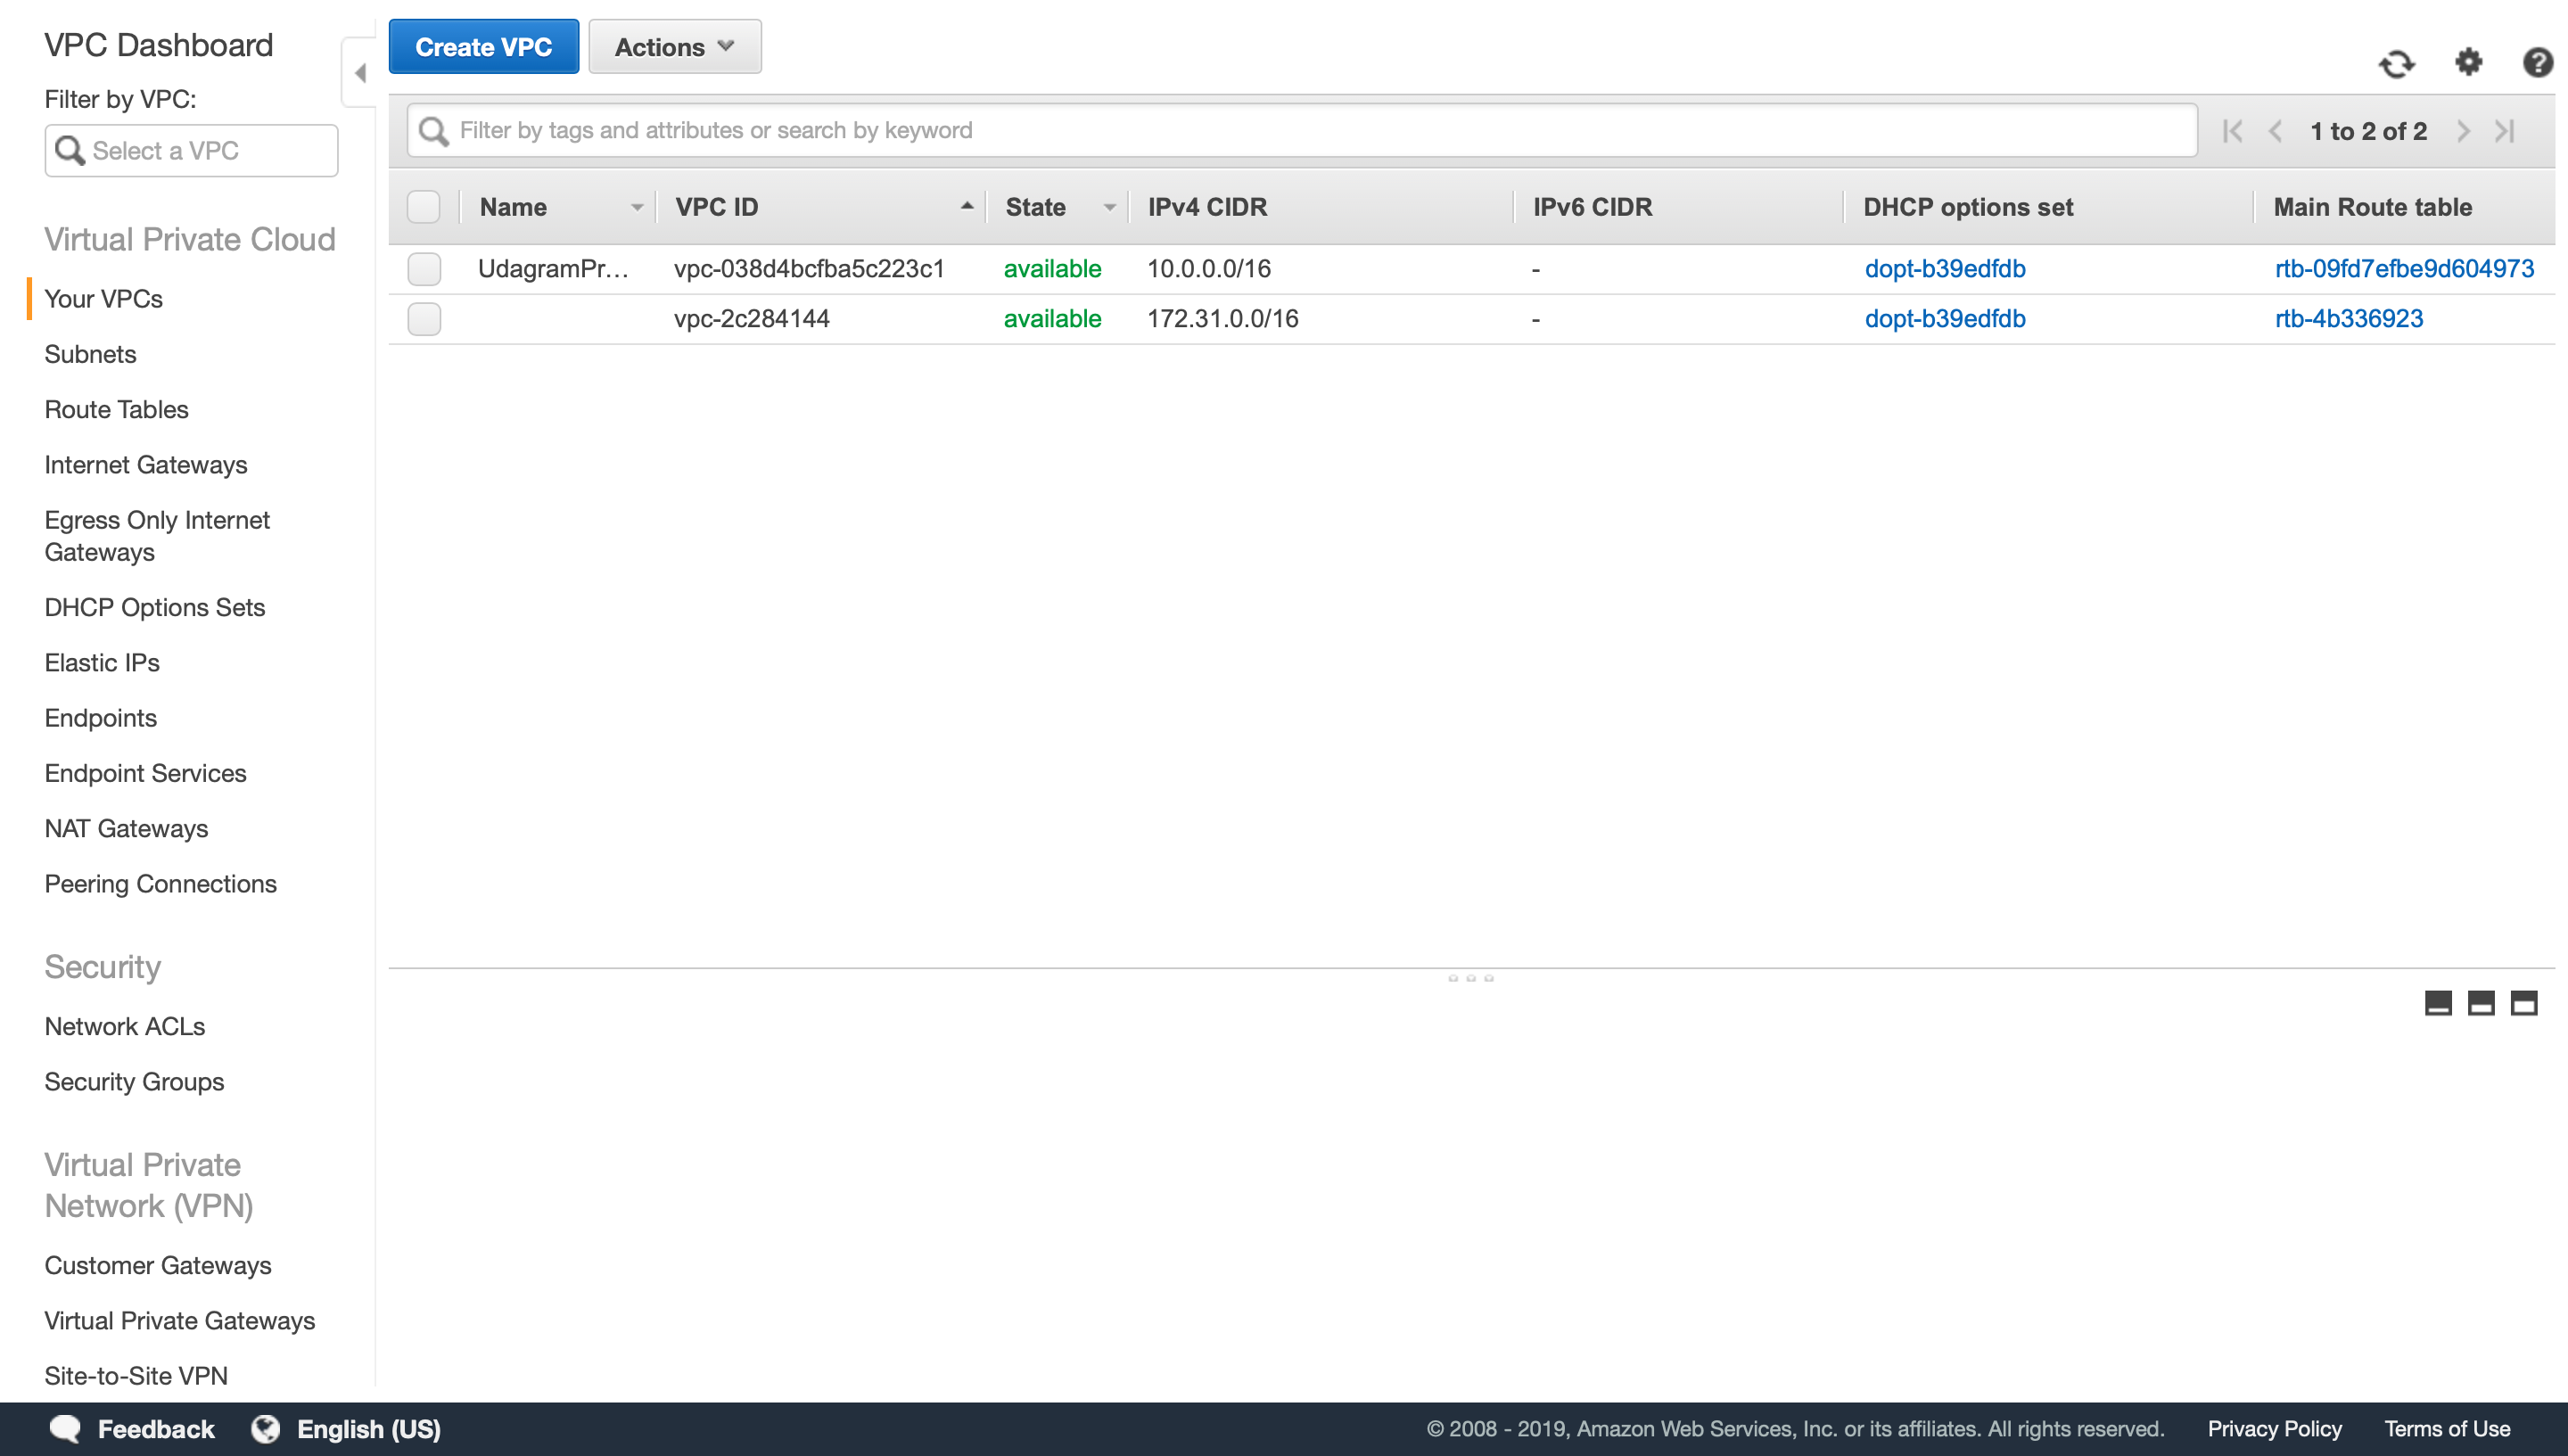 VPC Dashboard
Filter by VPC:
Select a VPC
Virtual Private Cloud
Your VPCs
Subnets
Route Tables
Internet Gateways
Egress Only Internet
Gateways
DHCP Options Sets
Elastic IPs
Endpoints
Endpoint Services
NAT Gateways
Peering Connections
Security
Network ACLs
Security Groups
Virtual Private
Network (VPN)
Customer Gateways
Virtual Private Gateways
Site-to-Site VPN
Create VPC Actions
Filter by tags and attributes or search by keyword 1 to 2 of 2
Name VPC ID State IPv4 CIDR IPv6 CIDR DHCP options set Main Route table
UdagramPr... vpc-038d4bcfba5c223c1 available 10.0.0.0/16 - dopt-b39edfdb rtb-09fd7efbe9d604973
vpc-2c284144 available 172.31.0.0/16 - dopt-b39edfdb rtb-4b336923
Feedback English (US) © 2008 - 2019, Amazon Web Services, Inc. or its affiliates. All rights reserved. Privacy Policy Terms of Use